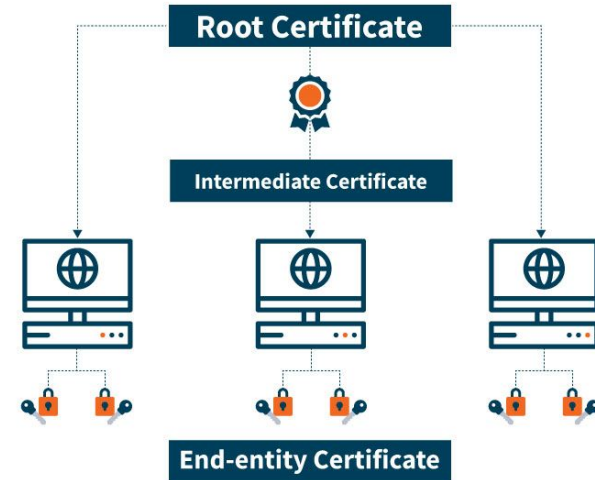 Root Certificate
Intermediate Certificate
End-entity Certificate